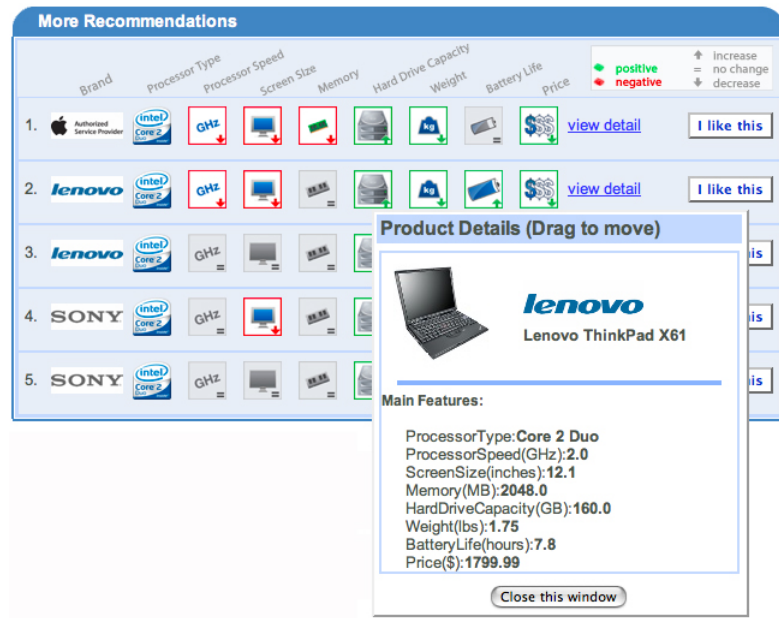 More Recommendations
Brand Processor Type Processor Speed Screen Size Memory Hard Drive Capacity Weight Battery Life Price
positive
negative
increase
= no change
decrease
1. Authorized Service Provider intel Core 2 Duo GHz = kg = $$$ view detail I like this
2. lenovo intel Core 2 Duo GHz = kg $$$ view detail I like this
3. lenovo intel Core 2 Duo GHz = = = is
4. SONY intel Core 2 Duo GHz = = is
5. SONY intel Core 2 Duo GHz = = = is
Product Details (Drag to move)
lenovo
Lenovo ThinkPad X61
Main Features:
ProcessorType:Core 2 Duo
ProcessorSpeed(GHz):2.0
ScreenSize(inches):12.1
Memory(MB):2048.0
HardDriveCapacity(GB):160.0
Weight(lbs):1.75
BatteryLife(hours):7.8
Price($):1799.99
Close this window